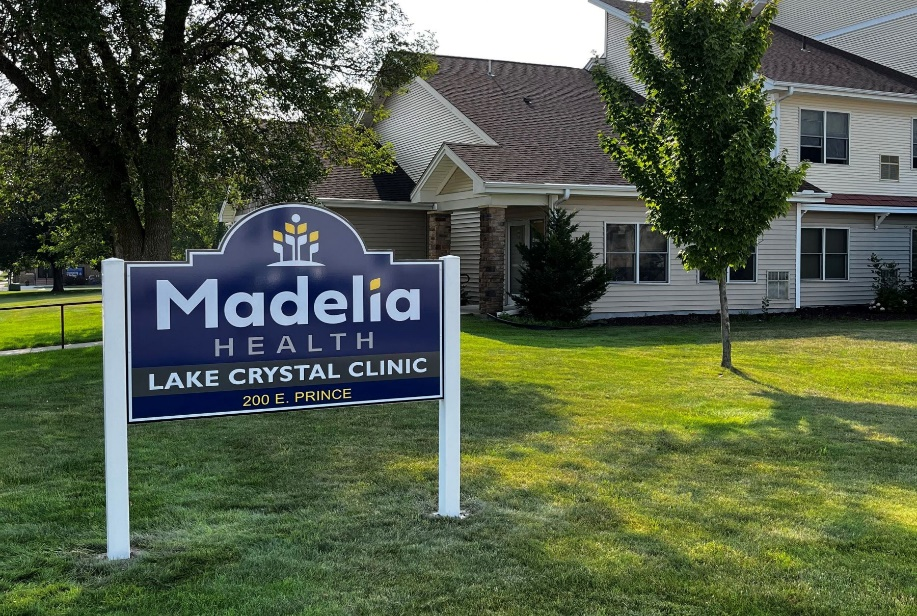 Madelia
HEALTH
LAKE CRYSTAL CLINIC
200 E. PRINCE